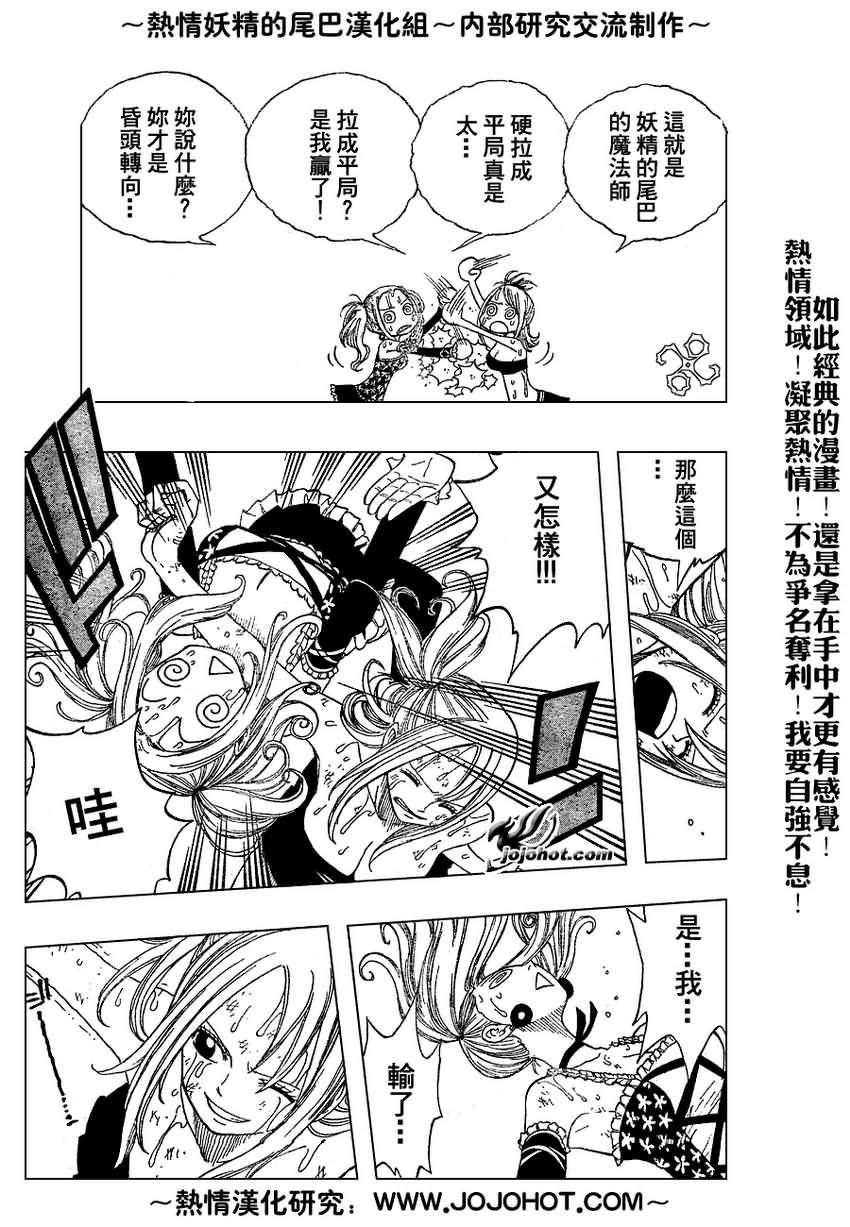 ~熱情妖精的尾巴漢化組~内部研究交流制作~
這就是
妖精的尾巴
的魔法師
硬拉成
平局真是
太…
拉成平局?
是我贏了!
妳說什麼?
妳才是
昏頭轉向…
那麼這個
…
又怎樣!!!
哇
jojohot.com
是…我…
輸了…
如此經典的漫畫!還是拿在手中才更有感覺!
熱情領域!凝聚熱情!不為爭名奪利!我要自強不息!
~熱情漢化研究: WWW.JOJOHOT.COM~